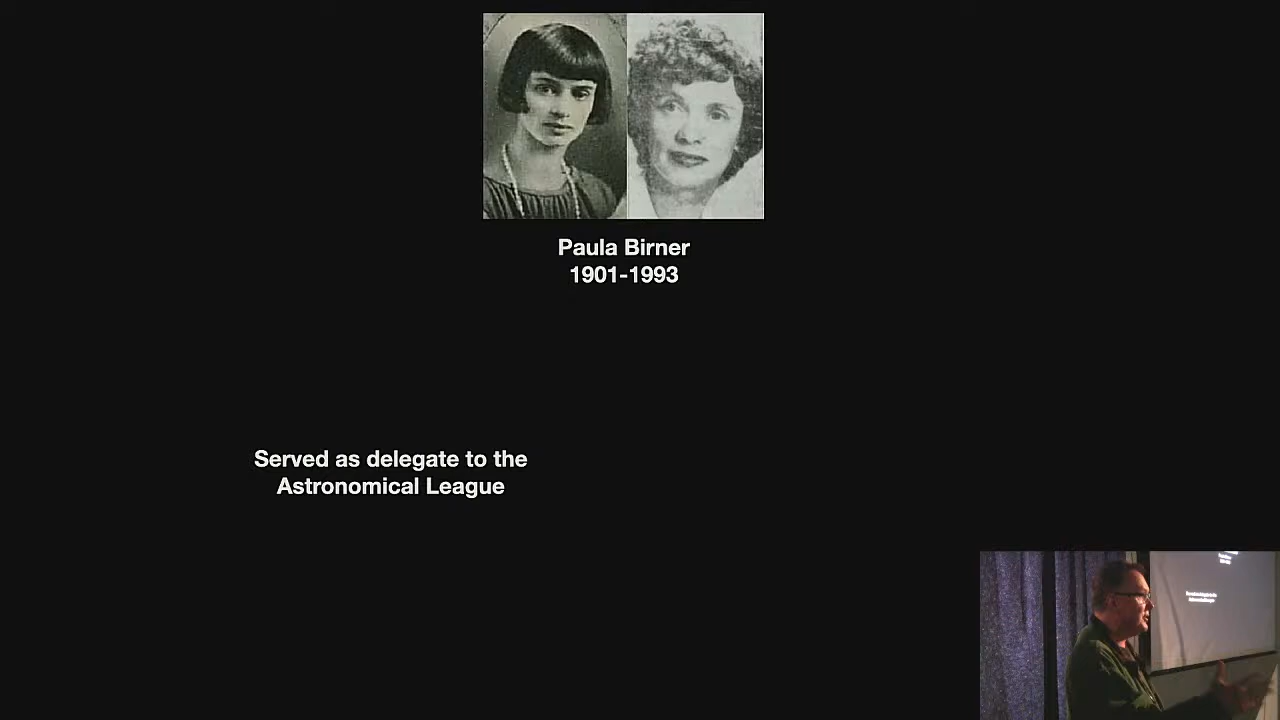 Paula Birner
1901-1993
Served as delegate to the
Astronomical League